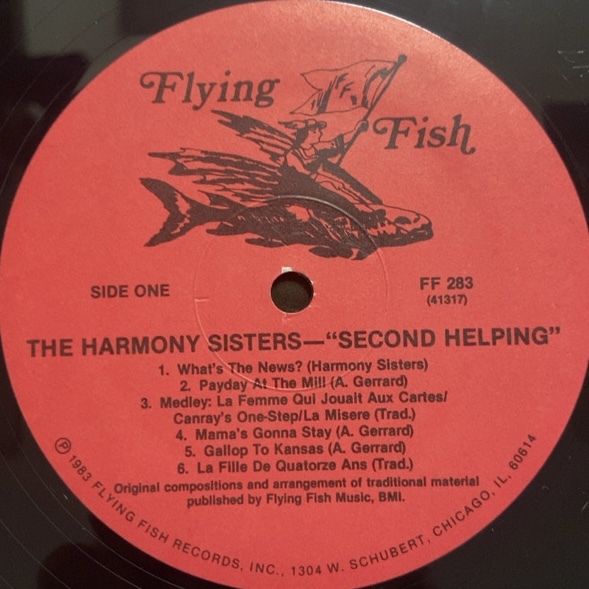 Flying Fish
SIDE ONE
FF 283
(41317)
THE HARMONY SISTERS—"SECOND HELPING"
1. What's The News? (Harmony Sisters)
2. Payday At The Mill (A. Gerrard)
3. Medley: La Femme Qui Jouait Aux Cartes/
Canray's One-Step/La Misere (Trad.)
4. Mama's Gonna Stay (A. Gerrard)
5. Gallop To Kansas (A. Gerrard)
6. La Fille De Quatorze Ans (Trad.)
Original compositions and arrangement of traditional material
published by Flying Fish Music, BMI.
℗ 1983 FLYING FISH RECORDS, INC., 1304 W. SCHUBERT, CHICAGO, IL. 60614